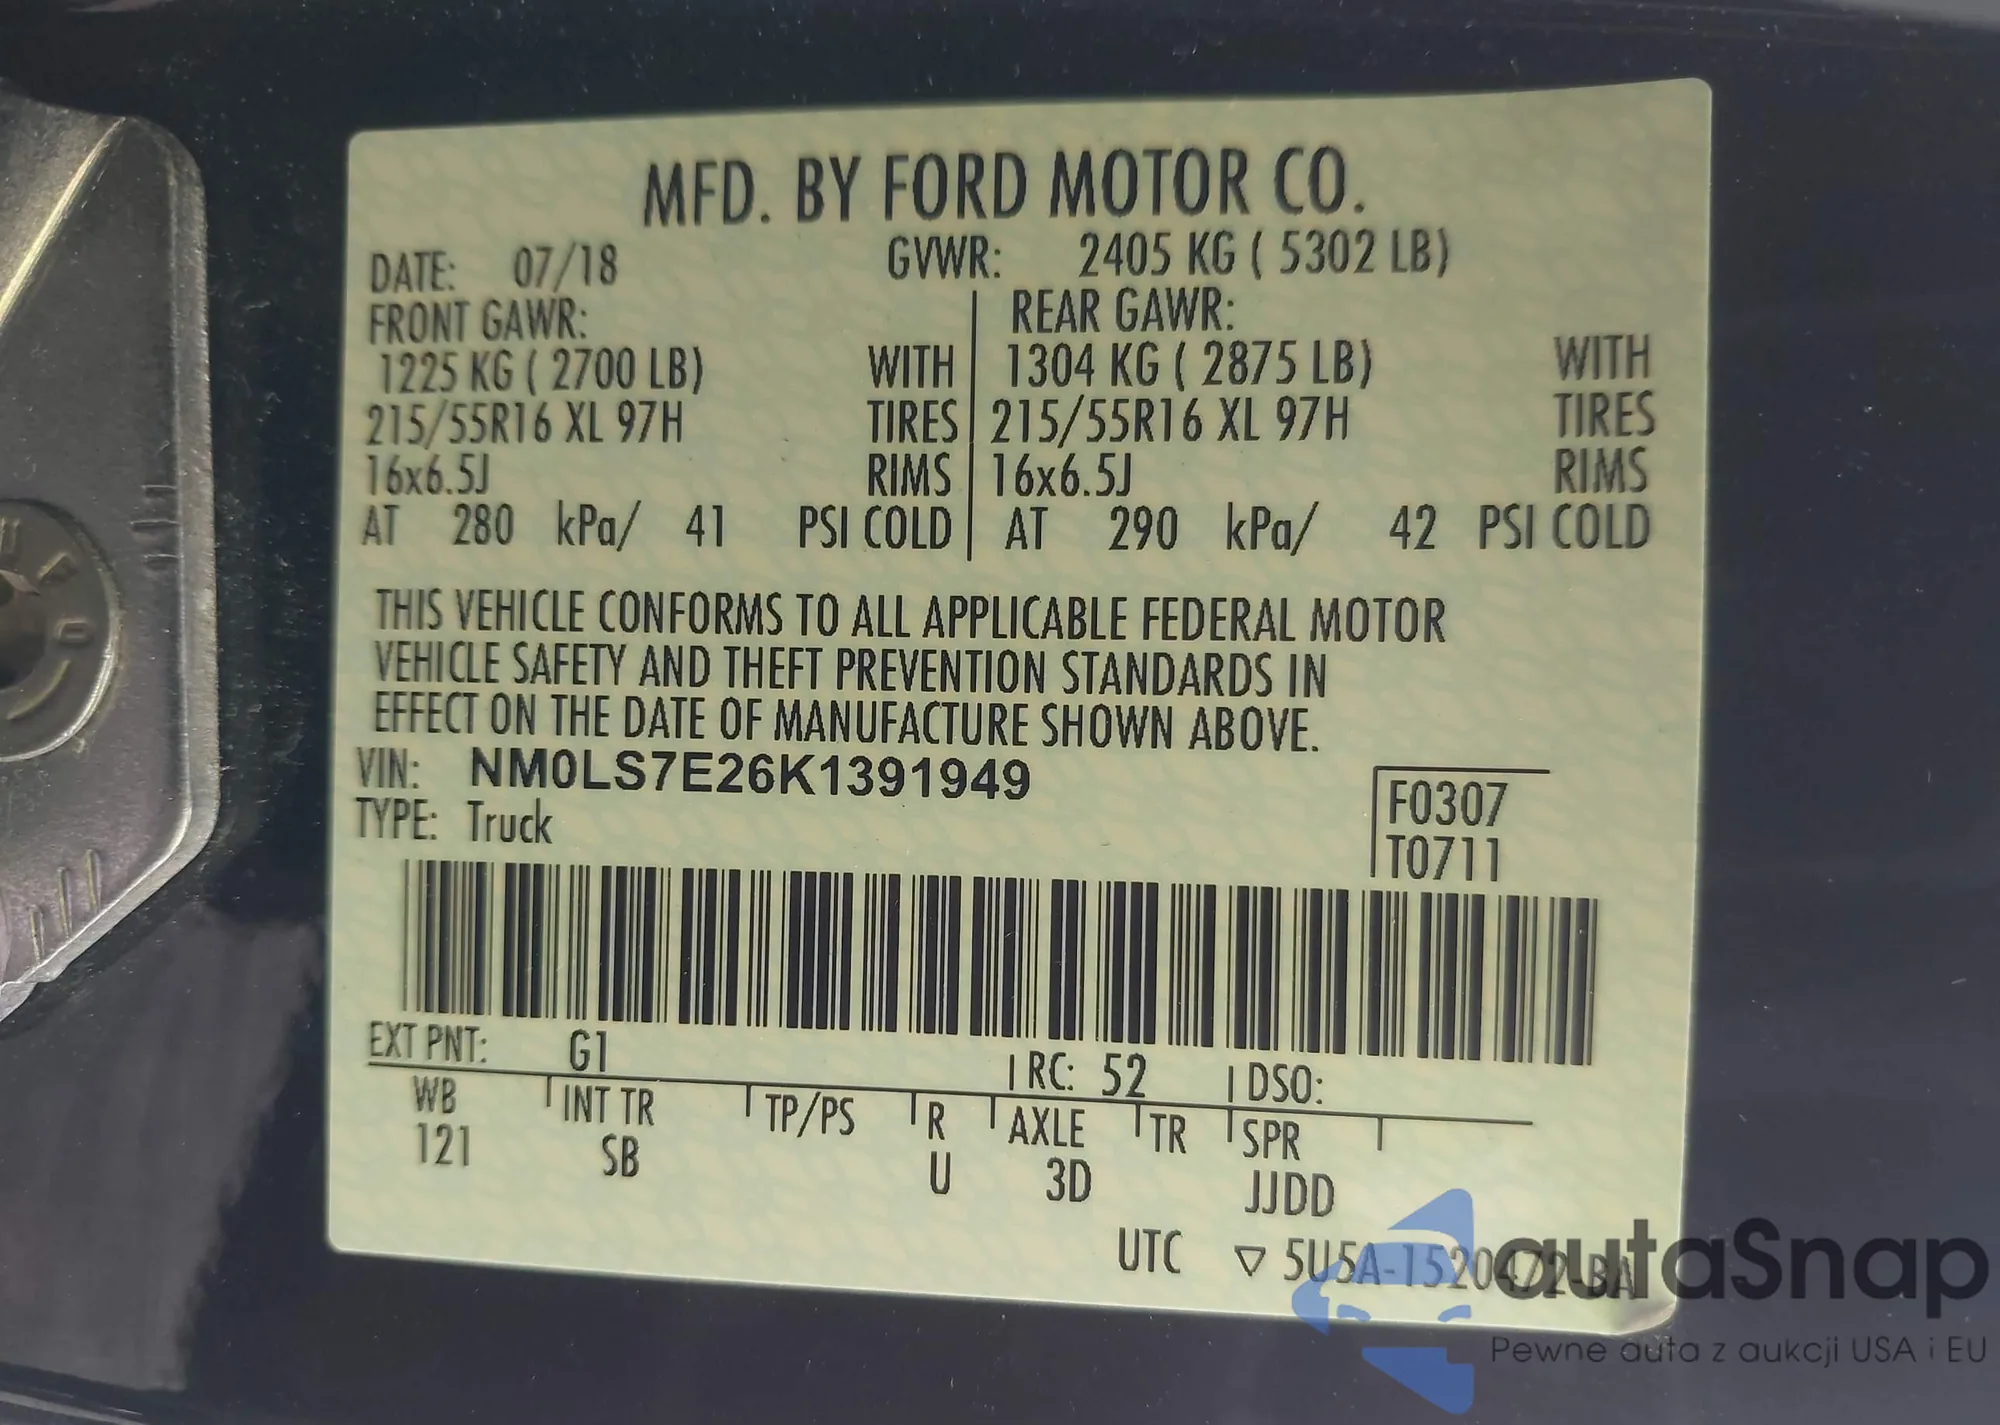 MFD. BY FORD MOTOR CO.
DATE: 07/18 GVWR: 2405 KG ( 5302 LB)
FRONT GAWR: REAR GAWR:
1225 KG ( 2700 LB) WITH 1304 KG ( 2875 LB) WITH
215/55R16 XL 97H TIRES 215/55R16 XL 97H TIRES
16x6.5J RIMS 16x6.5J RIMS
AT 280 kPa/ 41 PSI COLD AT 290 kPa/ 42 PSI COLD
THIS VEHICLE CONFORMS TO ALL APPLICABLE FEDERAL MOTOR
VEHICLE SAFETY AND THEFT PREVENTION STANDARDS IN
EFFECT ON THE DATE OF MANUFACTURE SHOWN ABOVE.
VIN: NM0LS7E26K1391949
TYPE: Truck
F0307
T0711
EXT PNT: G1 RC: 52 DSO:
WB INT TR TP/PS R AXLE TR SPR
121 SB U 3D JJDD
UTC ▽ 5U5A-1520472-BA
autaSnap
Pewne auta z aukcji USA i EU